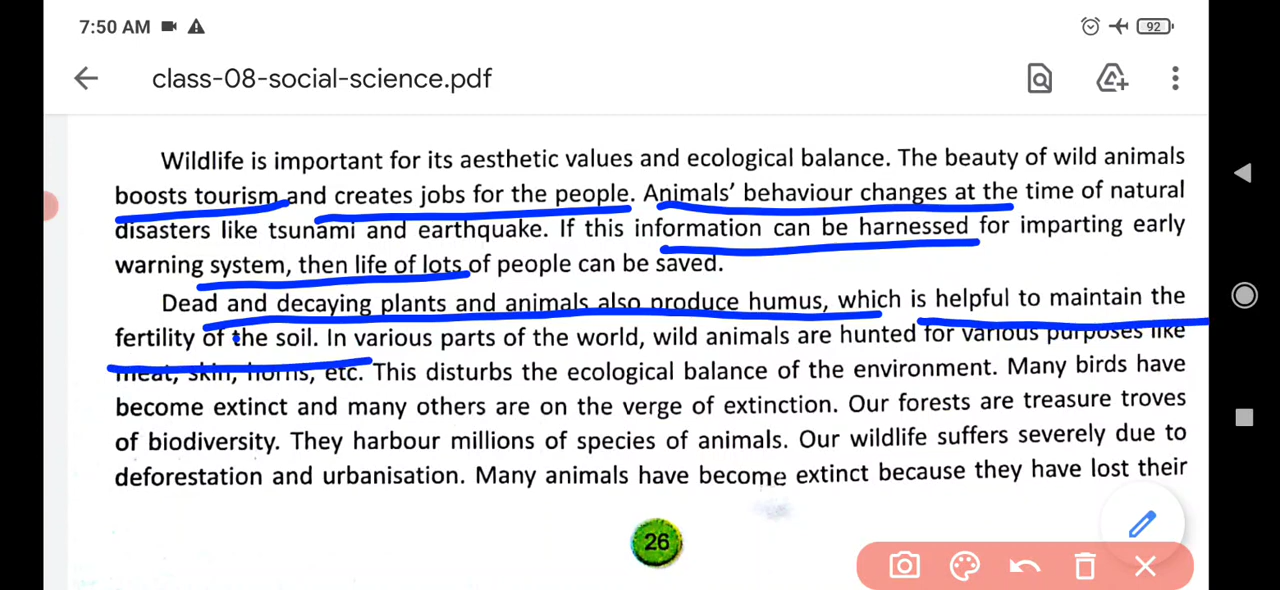 7:50 AM
92
class-08-social-science.pdf
Wildlife is important for its aesthetic values and ecological balance. The beauty of wild animals
boosts tourism and creates jobs for the people. Animals' behaviour changes at the time of natural
disasters like tsunami and earthquake. If this information can be harnessed for imparting early
warning system, then life of lots of people can be saved.
Dead and decaying plants and animals also produce humus, which is helpful to maintain the
fertility of the soil. In various parts of the world, wild animals are hunted for various purposes like
meat, skin, horns, etc. This disturbs the ecological balance of the environment. Many birds have
become extinct and many others are on the verge of extinction. Our forests are treasure troves
of biodiversity. They harbour millions of species of animals. Our wildlife suffers severely due to
deforestation and urbanisation. Many animals have become extinct because they have lost their
26